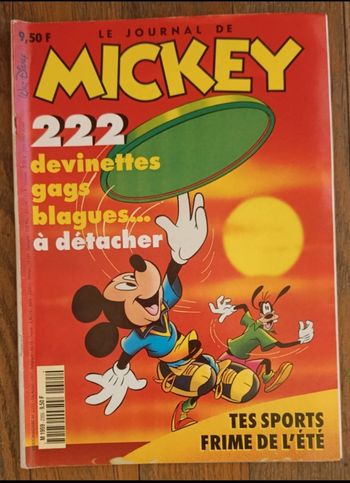 9,50 F
LE JOURNAL DE
MICKEY
222
devinettes
gags
blagues...
à détacher
TES SPORTS
FRIME DE L'ÉTÉ